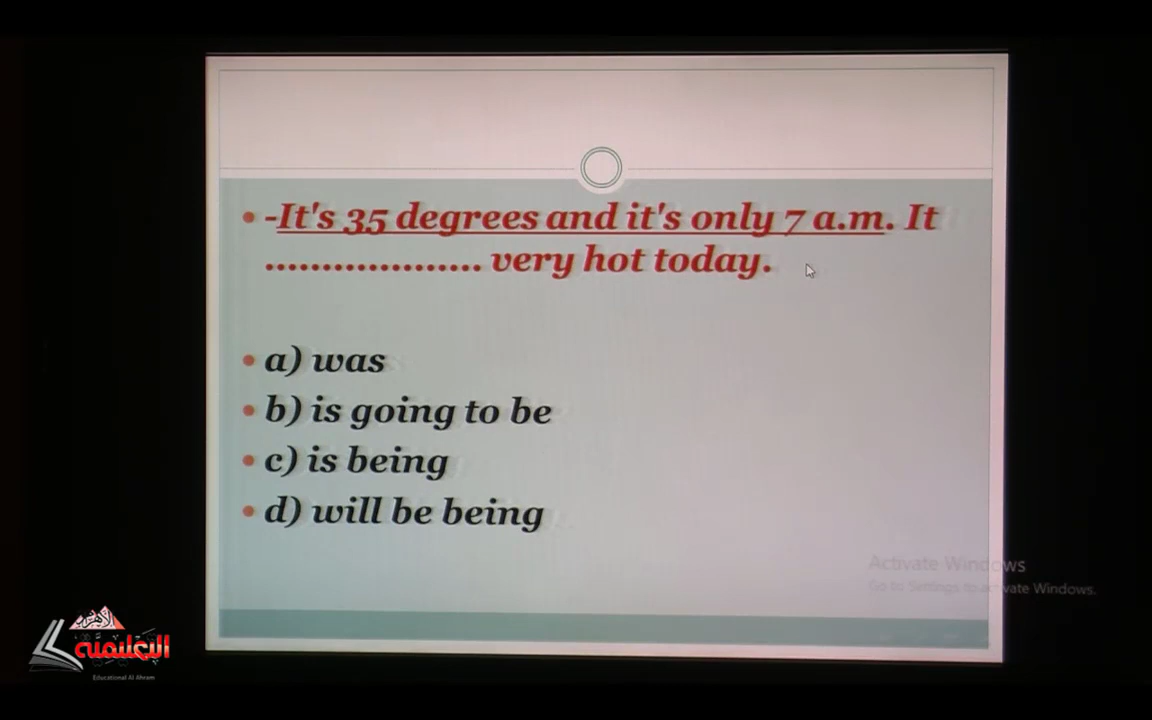 -It's 35 degrees and it's only 7 a.m. It
................... very hot today.
a) was
b) is going to be
c) is being
d) will be being
Activate Windows
Go to Settings to activate Windows.
الأهرام
التعليمية
Educational Al Ahram